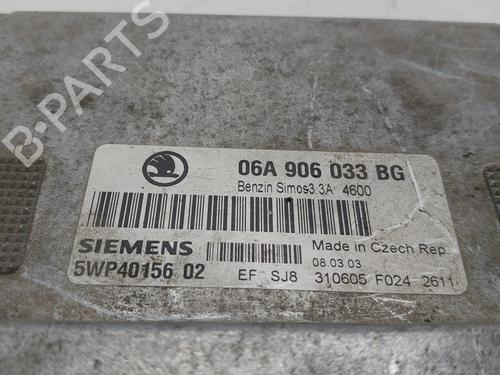 06A 906 033 BG
Benzin Simos3.3A 4600
SIEMENS
5WP40156 02
Made in Czech Rep.
08.03.03
EF SJ8 310605 F024 2611
B-PARTS